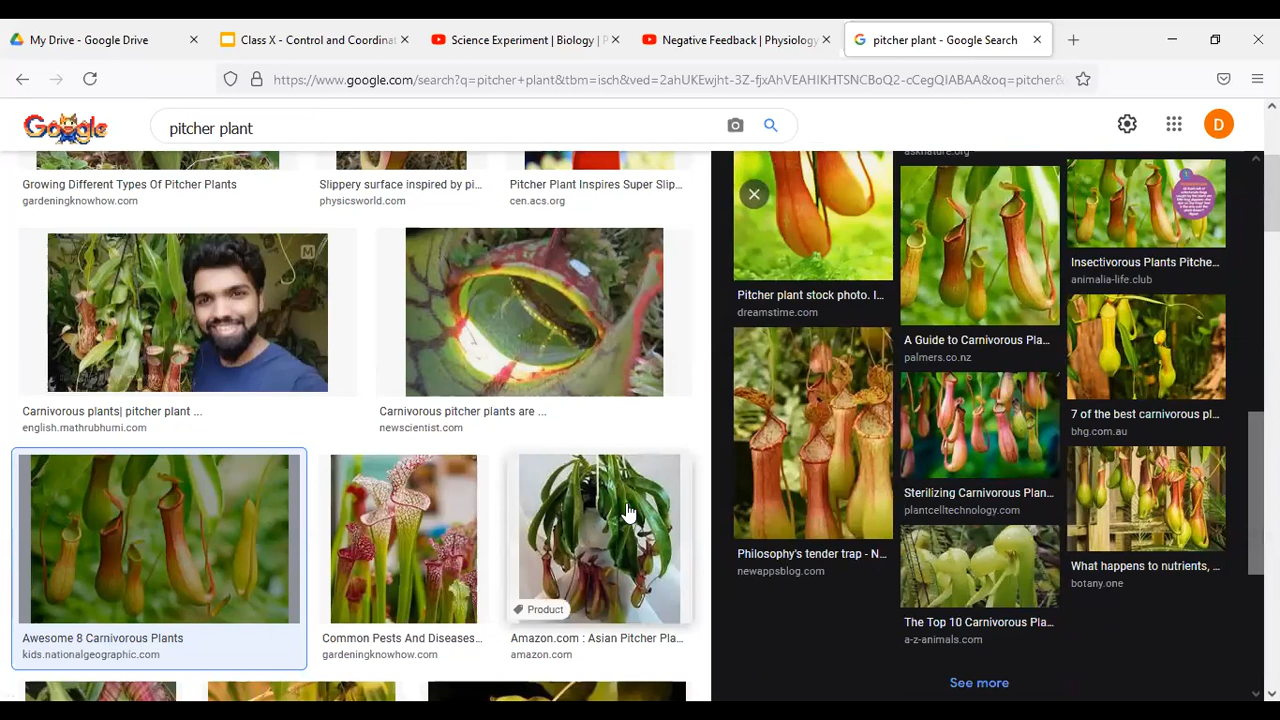 My Drive - Google Drive
Class X - Control and Coordinat
Science Experiment | Biology | P
Negative Feedback | Physiology
pitcher plant - Google Search
https://www.google.com/search?q=pitcher+plant&tbm=isch&ved=2ahUKEwjht-3Z-fjxAhVEAHIKHTSNCBoQ2-cCegQIABAA&oq=pitcher&
Google
pitcher plant
D
Growing Different Types Of Pitcher Plants
gardeningknowhow.com
Slippery surface inspired by pi...
physicsworld.com
Pitcher Plant Inspires Super Slip...
cen.acs.org
M
Carnivorous plants| pitcher plant ...
english.mathrubhumi.com
Carnivorous pitcher plants are ...
newscientist.com
Awesome 8 Carnivorous Plants
kids.nationalgeographic.com
Common Pests And Diseases...
gardeningknowhow.com
Product
Amazon.com : Asian Pitcher Pla...
amazon.com
Pitcher plant stock photo. I...
dreamstime.com
Philosophy's tender trap - N...
newappsblog.com
asknature.org
A Guide to Carnivorous Pla...
palmers.co.nz
Sterilizing Carnivorous Plan...
plantcelltechnology.com
The Top 10 Carnivorous Pla...
a-z-animals.com
Insectivorous Plants Pitche...
animalia-life.club
7 of the best carnivorous pl...
bhg.com.au
What happens to nutrients, ...
botany.one
See more